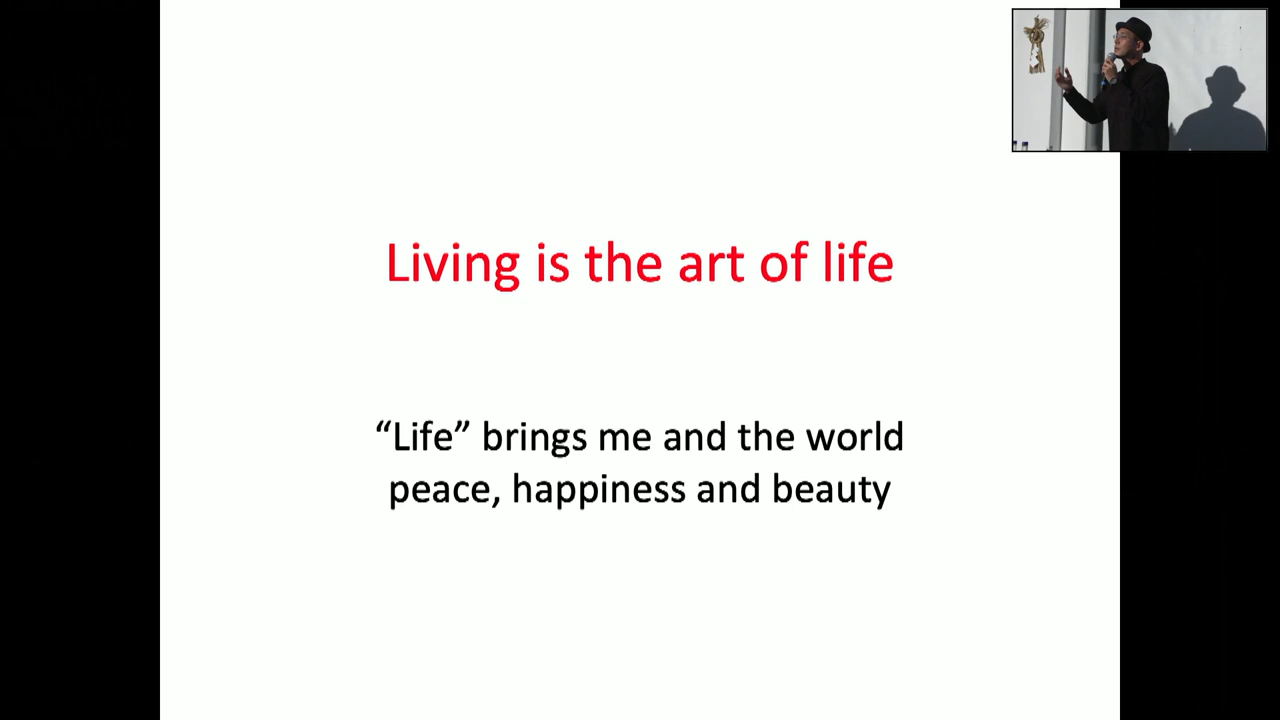 Living is the art of life
“Life” brings me and the world
peace, happiness and beauty